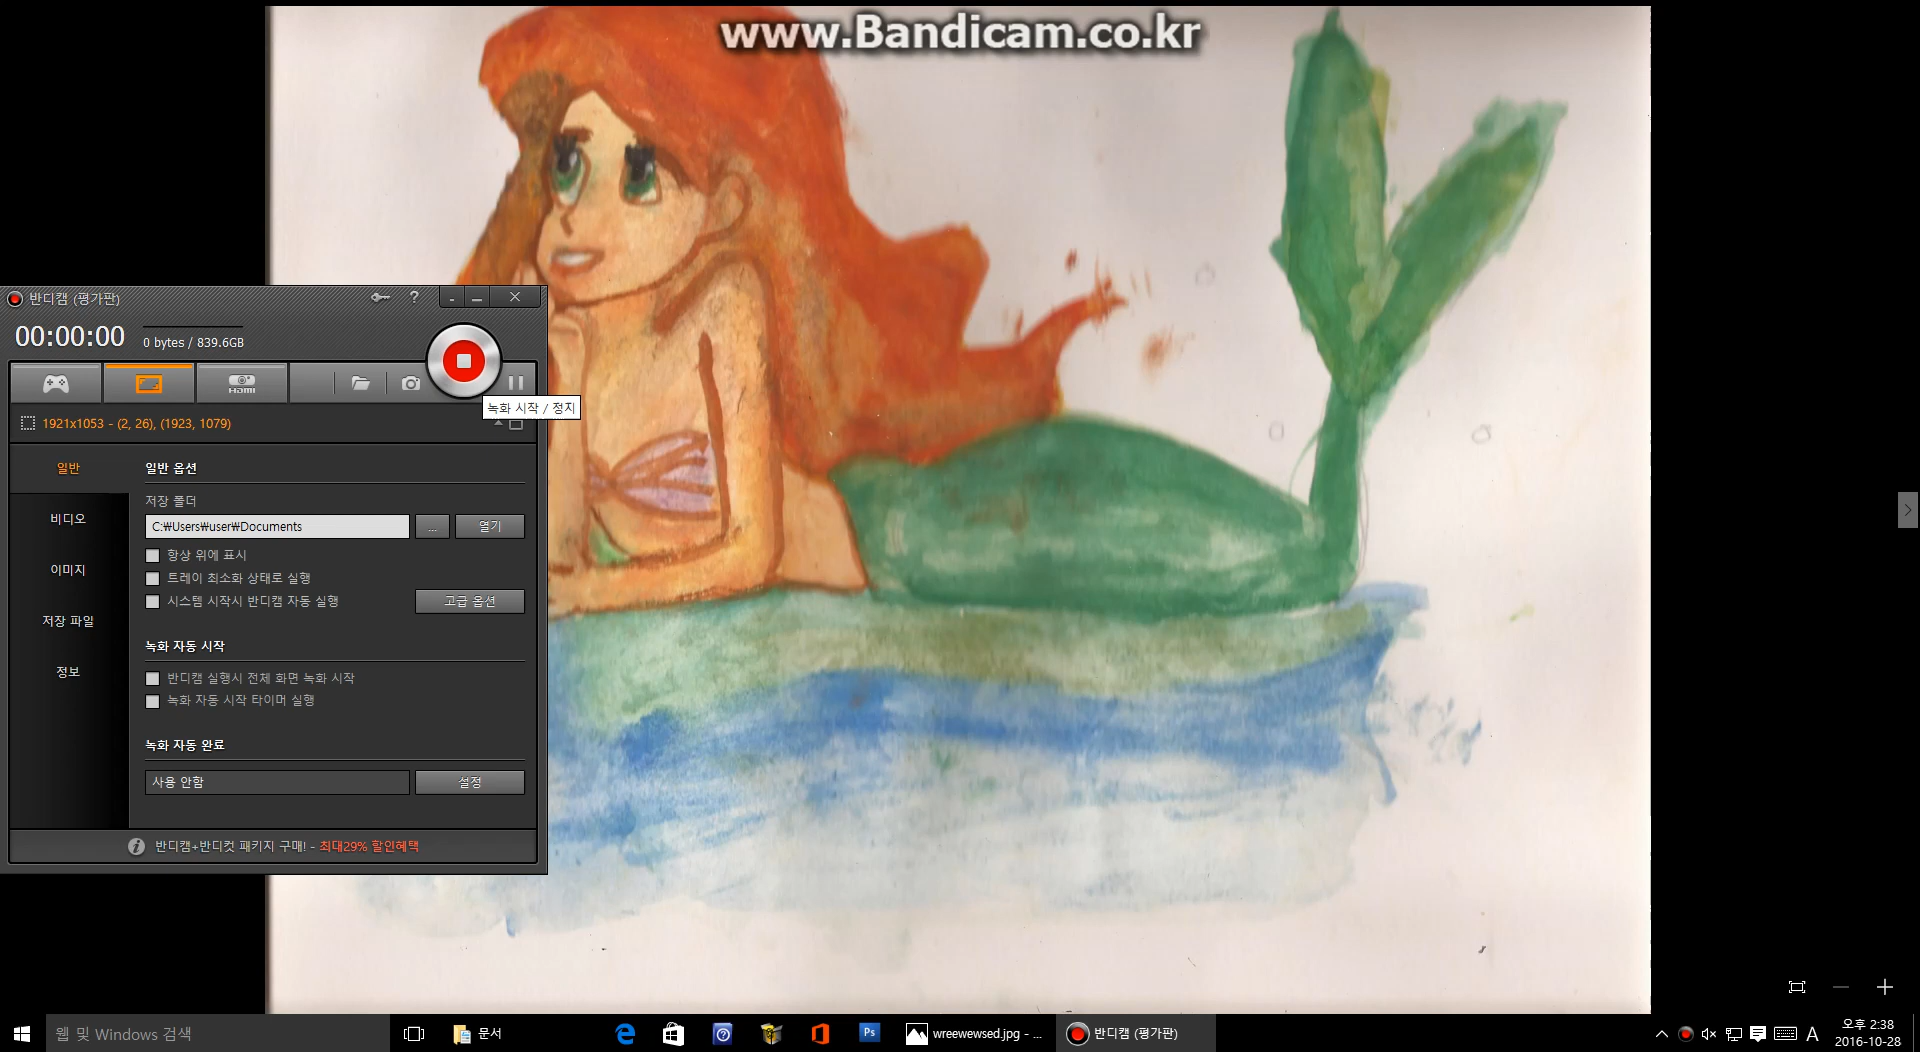 www.Bandicam.co.kr
반디캠 (평가판)
?
00:00:00
0 bytes / 839.6GB
HDMI
녹화 시작 / 정지
1921x1053 - (2, 26), (1923, 1079)
일반
비디오
이미지
저장 파일
정보
일반 옵션
저장 폴더
C:₩Users₩user₩Documents
...
열기
항상 위에 표시
트레이 최소화 상태로 실행
시스템 시작시 반디캠 자동 실행
고급 옵션
녹화 자동 시작
반디캠 실행시 전체 화면 녹화 시작
녹화 자동 시작 타이머 실행
녹화 자동 완료
사용 안함
설정
반디캠+반디컷 패키지 구매! - 최대29% 할인혜택
웹 및 Windows 검색
문서
Ps
wreewewsed.jpg - ...
반디캠 (평가판)
A
오후 2:38
2016-10-28